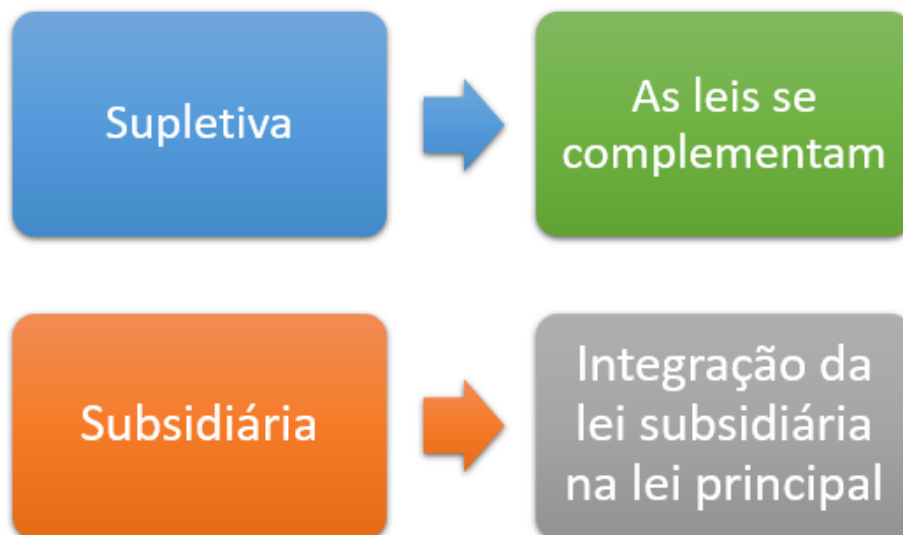 Supletiva
As leis se
complementam
Subsidiária
Integração da
lei subsidiária
na lei principal